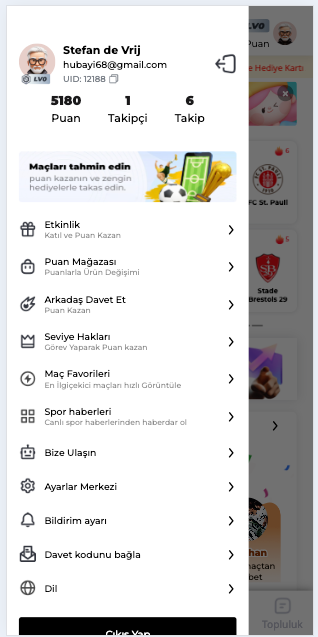 Stefan de Vrij
hubayi68@gmail.com
LV0
UID: 12188
5180
1
6
Puan
Takipçi
Takip
Maçları tahmin edin
puan kazanın ve zengin
hediyelerle takas edin.
Etkinlik
Katıl ve Puan Kazan
Puan Mağazası
Puanlarla Ürün Değişimi
Arkadaş Davet Et
Puan Kazan
Seviye Hakları
Görev Yaparak Puan kazan
Maç Favorileri
En İlgiçekici maçları hızlı Görüntüle
Spor haberleri
Canlı spor haberlerinden haberdar ol
Bize Ulaşın
Ayarlar Merkezi
Bildirim ayarı
Davet kodunu bağla
Dil
Çıkış Yap
LV0
Puan
e Hediye Kartı
6
FC St. Pauli
5
Stade
Brestois 29
han
açtan
bet
Topluluk